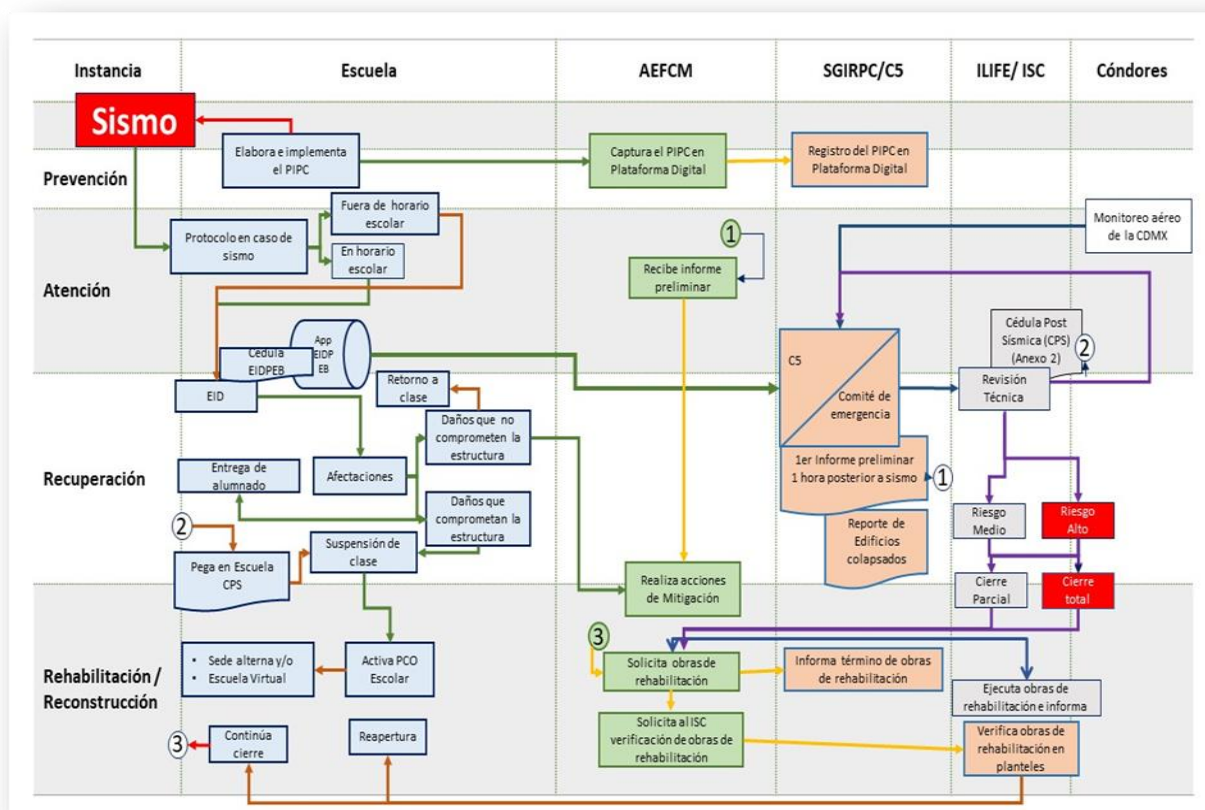 Instancia
Escuela
AEFCM
SGIRPC/C5
ILIFE/ ISC
Cóndores
Sismo
Prevención
Elabora e implementa
el PIPC
Captura el PIPC en
Plataforma Digital
Registro del PIPC en
Plataforma Digital
Atención
Protocolo en caso de
sismo
Fuera de horario
escolar
En horario
escolar
1
Recibe informe
preliminar
Monitoreo aéreo
de la CDMX
Cédula
EIDPEB
App
EIDP
EB
C5
Comité de
emergencia
Cédula Post
Sísmica (CPS)
(Anexo 2)
2
Revisión
Técnica
Recuperación
EID
Retorno a
clase
Daños que no
comprometen la
estructura
Afectaciones
Entrega de
alumnado
Daños que
comprometan la
estructura
2
Pega en Escuela
CPS
Suspensión de
clase
1er Informe preliminar
1 hora posterior a sismo
1
Reporte de
Edificios
colapsados
Riesgo
Medio
Riesgo
Alto
Realiza acciones
de Mitigación
Cierre
Parcial
Cierre
total
Rehabilitación /
Reconstrucción
• Sede alterna y/o
• Escuela Virtual
Activa PCO
Escolar
3
Solicita obras de
rehabilitación
Informa término de obras
de rehabilitación
Ejecuta obras de
rehabilitación e informa
3
Continúa
cierre
Reapertura
Solicita al ISC
verificación de obras de
rehabilitación
Verifica obras de
rehabilitación en
planteles